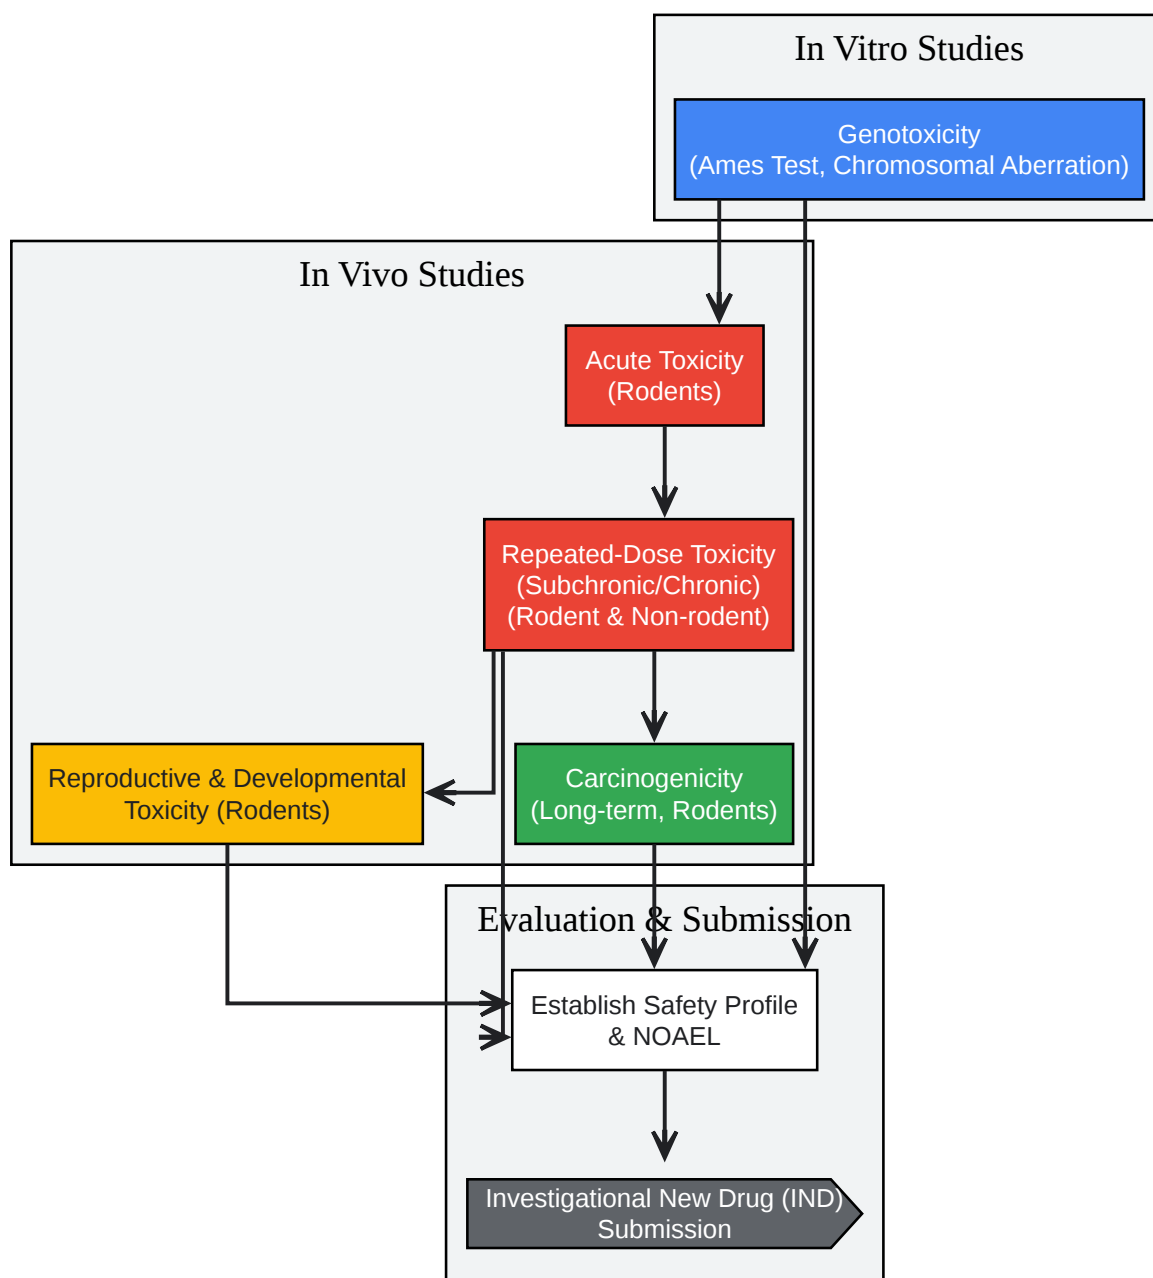 In Vitro Studies
Genotoxicity
(Ames Test, Chromosomal Aberration)
In Vivo Studies
Acute Toxicity
(Rodents)
Repeated-Dose Toxicity
(Subchronic/Chronic)
(Rodent & Non-rodent)
Reproductive & Developmental
Toxicity (Rodents)
Carcinogenicity
(Long-term, Rodents)
Evaluation & Submission
Establish Safety Profile
& NOAEL
Investigational New Drug (IND)
Submission